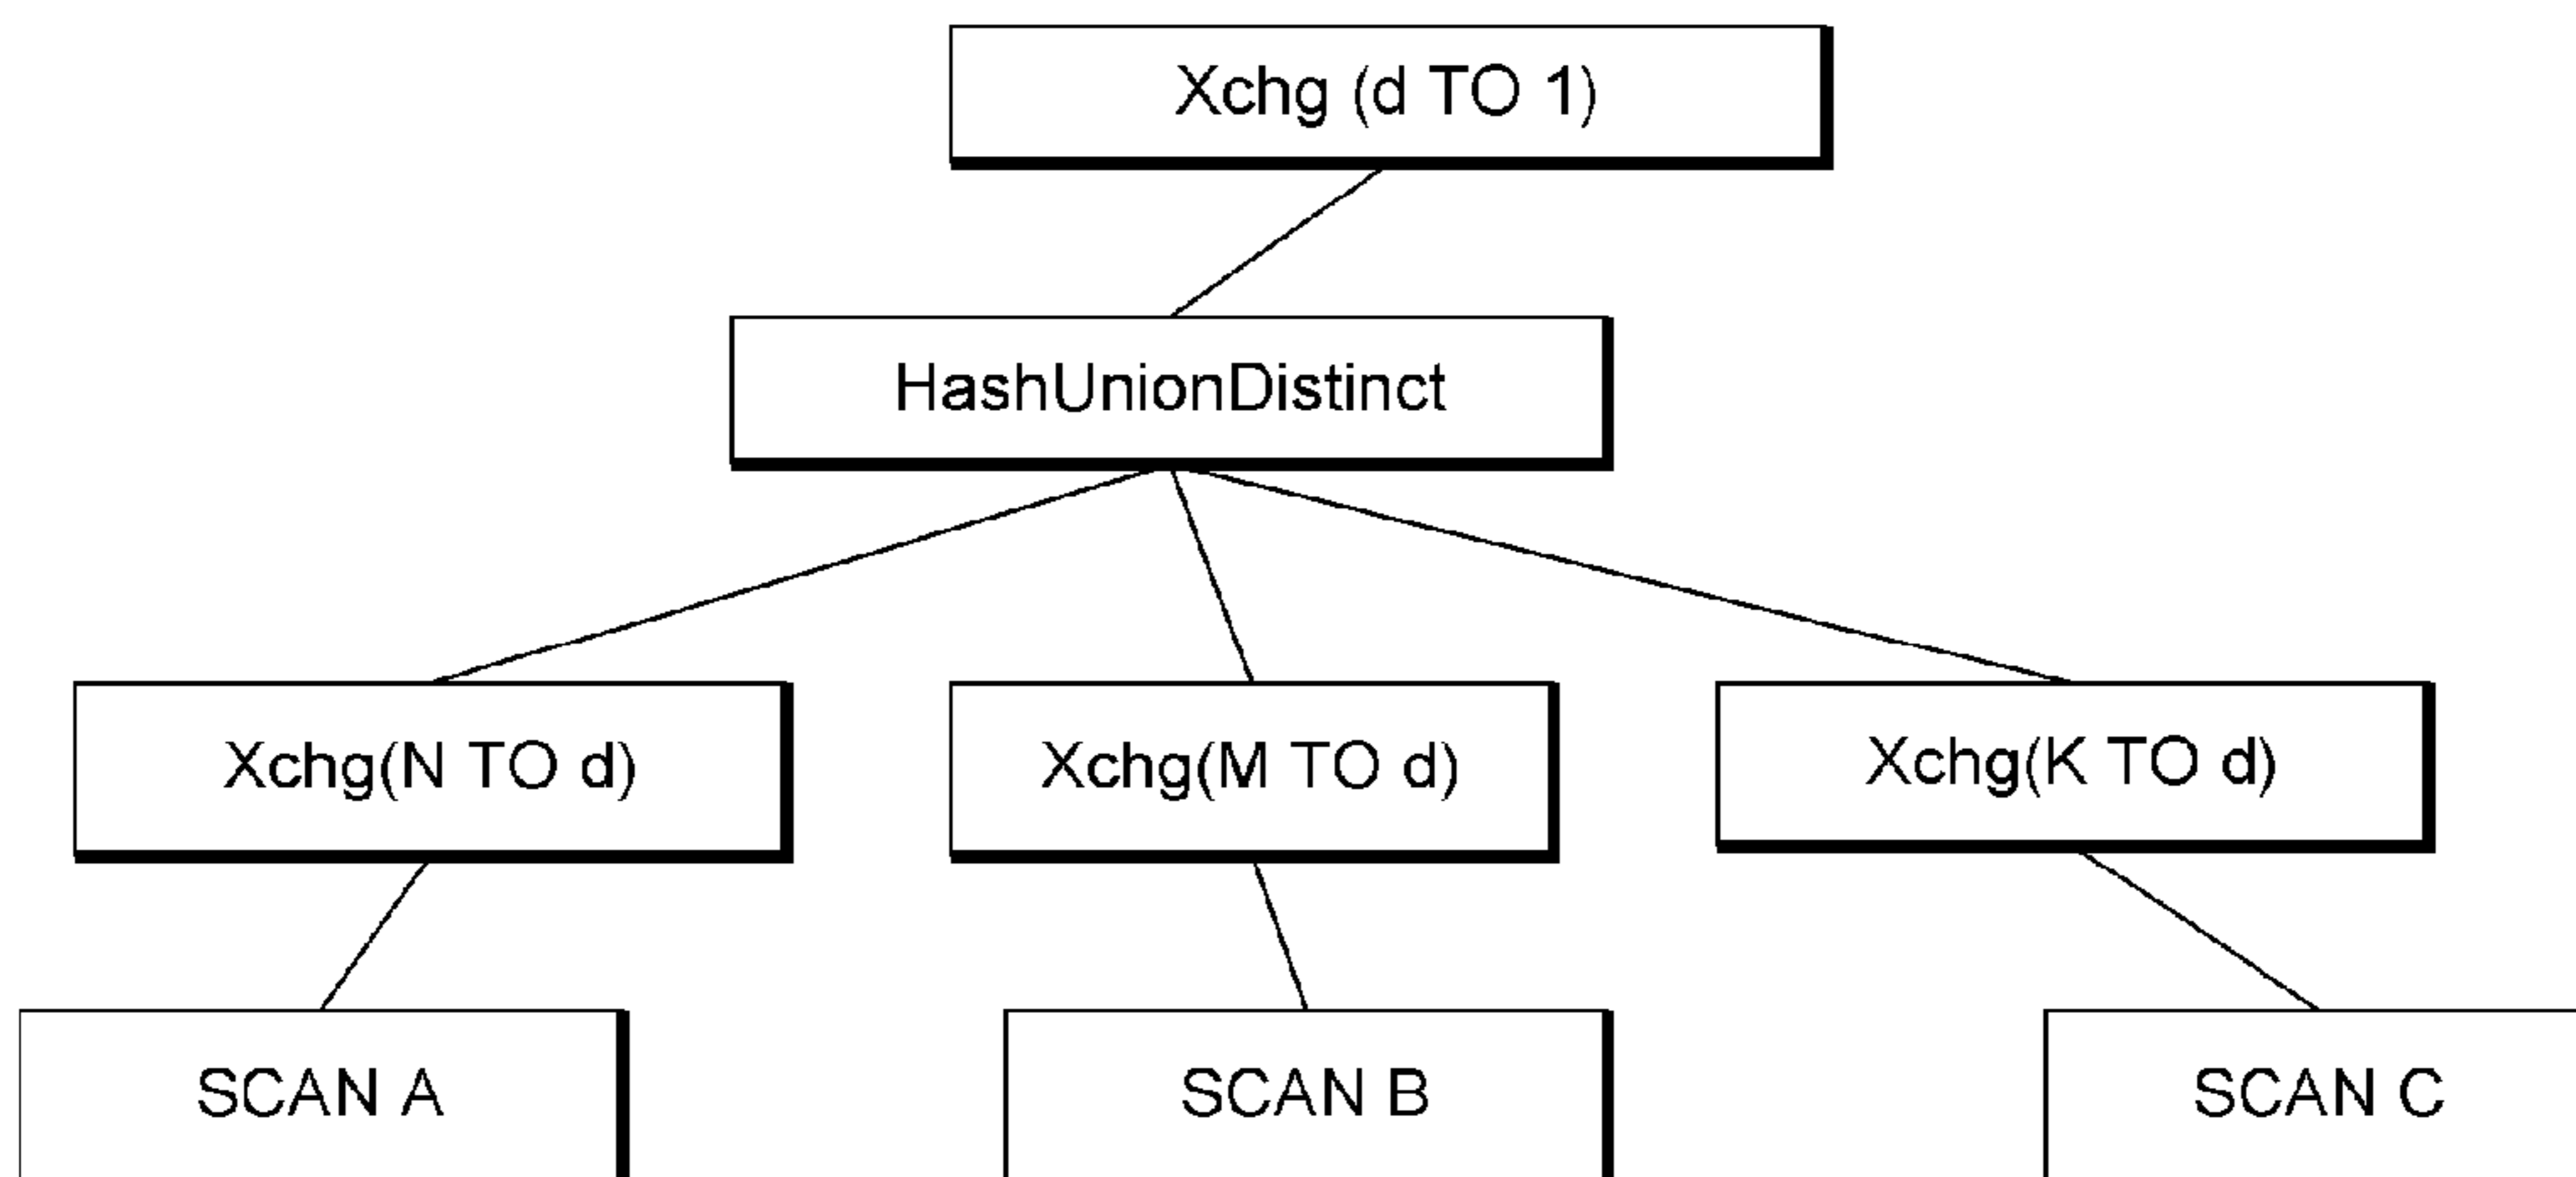 Xchg (d TO 1)
HashUnionDistinct
Xchg(N TO d)
Xchg(M TO d)
Xchg(K TO d)
SCAN A
SCAN B
SCAN C